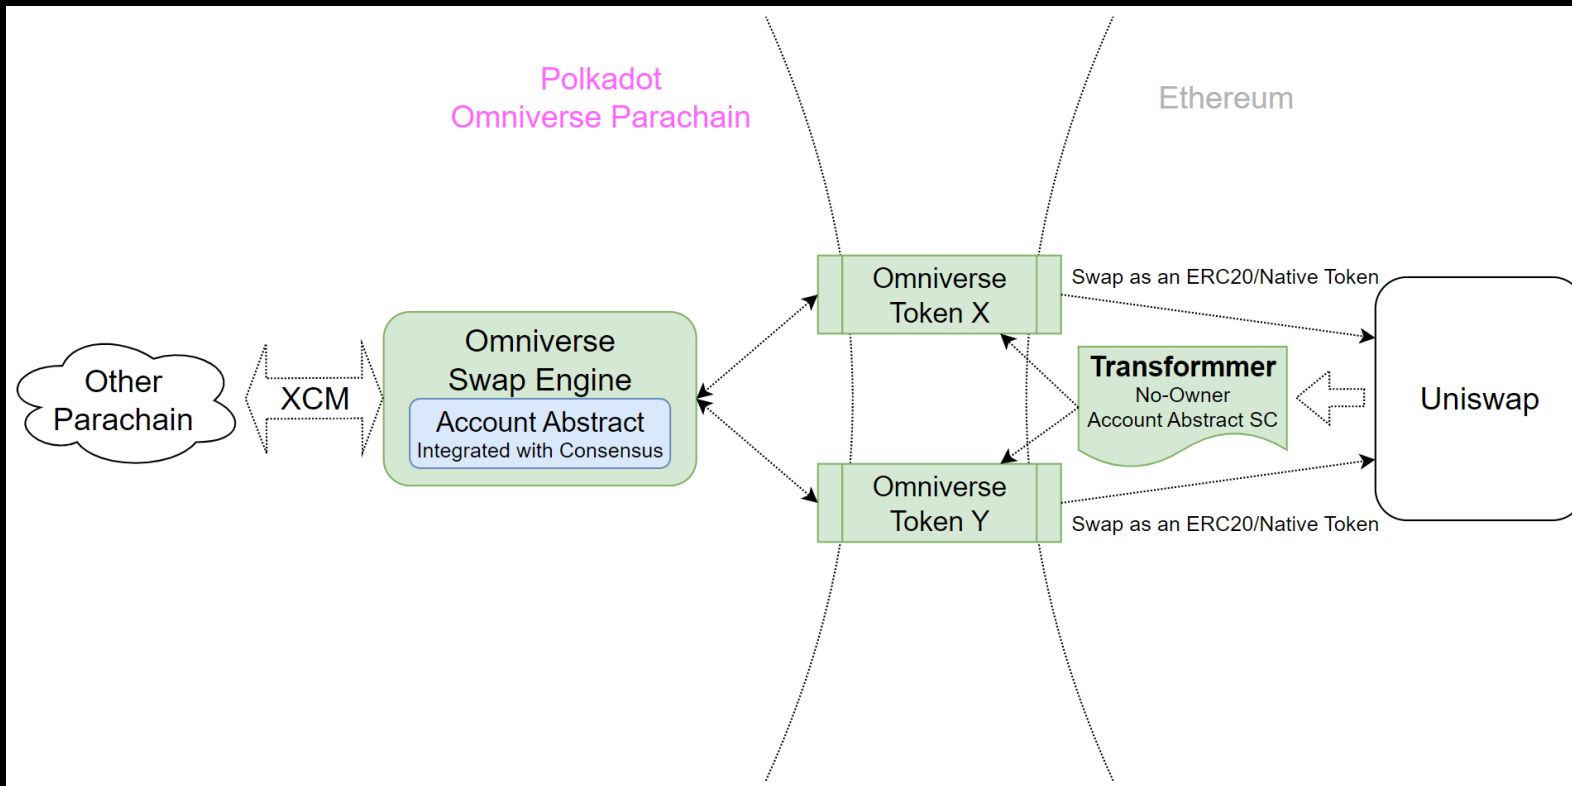 Polkadot
Omniverse Parachain
Ethereum
Other
Parachain
XCM
Omniverse
Swap Engine
Account Abstract
Integrated with Consensus
Omniverse
Token X
Swap as an ERC20/Native Token
Transformmer
No-Owner
Account Abstract SC
Uniswap
Omniverse
Token Y
Swap as an ERC20/Native Token